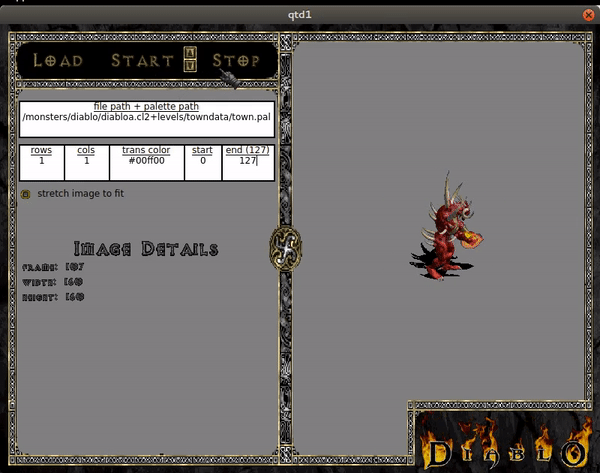 qtd1
LOAD START STOP
file path + palette path
/monsters/diablo/diabloa.cl2+levels/towndata/town.pal
rows cols trans color start end (127)
1 1 #00ff00 0 127
stretch image to fit
IMAGE DETAILS
FRAME: 107
WIDTH: 160
HEIGHT: 160
DIABLO